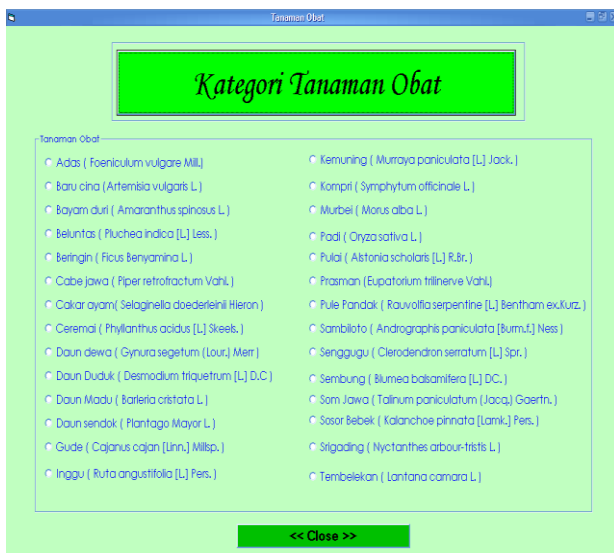 Tanaman Obat
Kategori Tanaman Obat
Tanaman Obat
Adas ( Foeniculum vulgare Mill.)
Baru cina (Artemisia vulgaris L )
Bayam duri ( Amaranthus spinosus L )
Beluntas ( Pluchea indica [L] Less. )
Beringin ( Ficus Benyamina L )
Cabe jawa ( Piper retrofractum Vahl. )
Cakar ayam( Selaginella doederleinii Hieron )
Ceremai ( Phyllanthus acidus [L] Skeels. )
Daun dewa ( Gynura segetum (Lour.) Merr )
Daun Duduk ( Desmodium triquetrum [L] D.C )
Daun Madu ( Barleria cristata L )
Daun sendok ( Plantago Mayor L )
Gude ( Cajanus cajan [Linn.] Millsp. )
Inggu ( Ruta angustifolia [L] Pers. )
Kemuning ( Murraya paniculata [L] Jack. )
Kompri ( Symphytum officinale L )
Murbei ( Morus alba L )
Padi ( Oryza sativa L. )
Pulai ( Alstonia scholaris [L] R.Br. )
Prasman (Eupatorium trilinerve Vahl.)
Pule Pandak ( Rauvolfia serpentine [L] Bentham ex.Kurz. )
Sambiloto ( Andrographis paniculata [Burm.f.] Ness )
Senggugu ( Clerodendron serratum [L] Spr. )
Sembung ( Blumea balsamifera [L] DC. )
Som Jawa ( Talinum paniculatum (Jacq.) Gaertn. )
Sosor Bebek ( Kalanchoe pinnata [Lamk.] Pers. )
Srigading ( Nyctanthes arbour-tristis L )
Tembelekan ( Lantana camara L )
<< Close >>